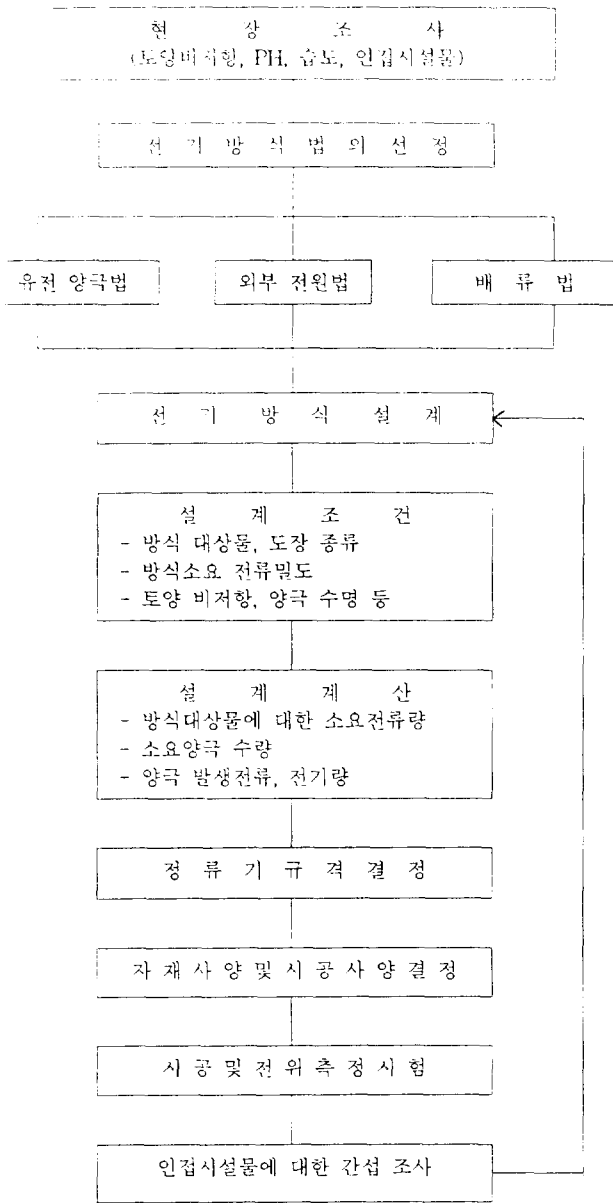 현 장 조 사
(토양비저항, PH, 습도, 인접시설물)
전 기 방 식 법 의 선 정
유전 양극법
외부 전원법
배 류 법
전 기 방 식 설 계
설 계 조 건
- 방식 대상물, 도장 종류
- 방식소요 전류밀도
- 토양 비저항, 양극 수명 등
설 계 계 산
- 방식대상물에 대한 소요전류량
- 소요양극 수량
- 양극 발생전류, 전기량
정 류 기 규 격 결 정
자 재 사 양 및 시 공 사 양 결 정
시 공 및 전 위 측 정 시 험
인접시설물에 대한 간섭 조사